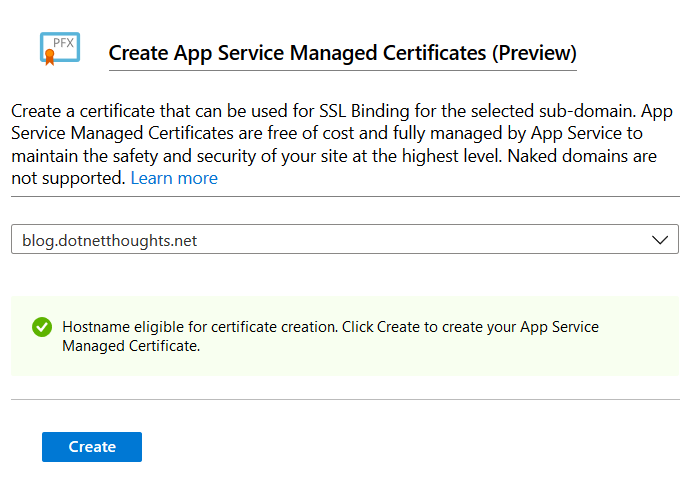 PFX
Create App Service Managed Certificates (Preview)
Create a certificate that can be used for SSL Binding for the selected sub-domain. App
Service Managed Certificates are free of cost and fully managed by App Service to
maintain the safety and security of your site at the highest level. Naked domains are
not supported. Learn more
blog.dotnetthoughts.net
Hostname eligible for certificate creation. Click Create to create your App Service
Managed Certificate.
Create